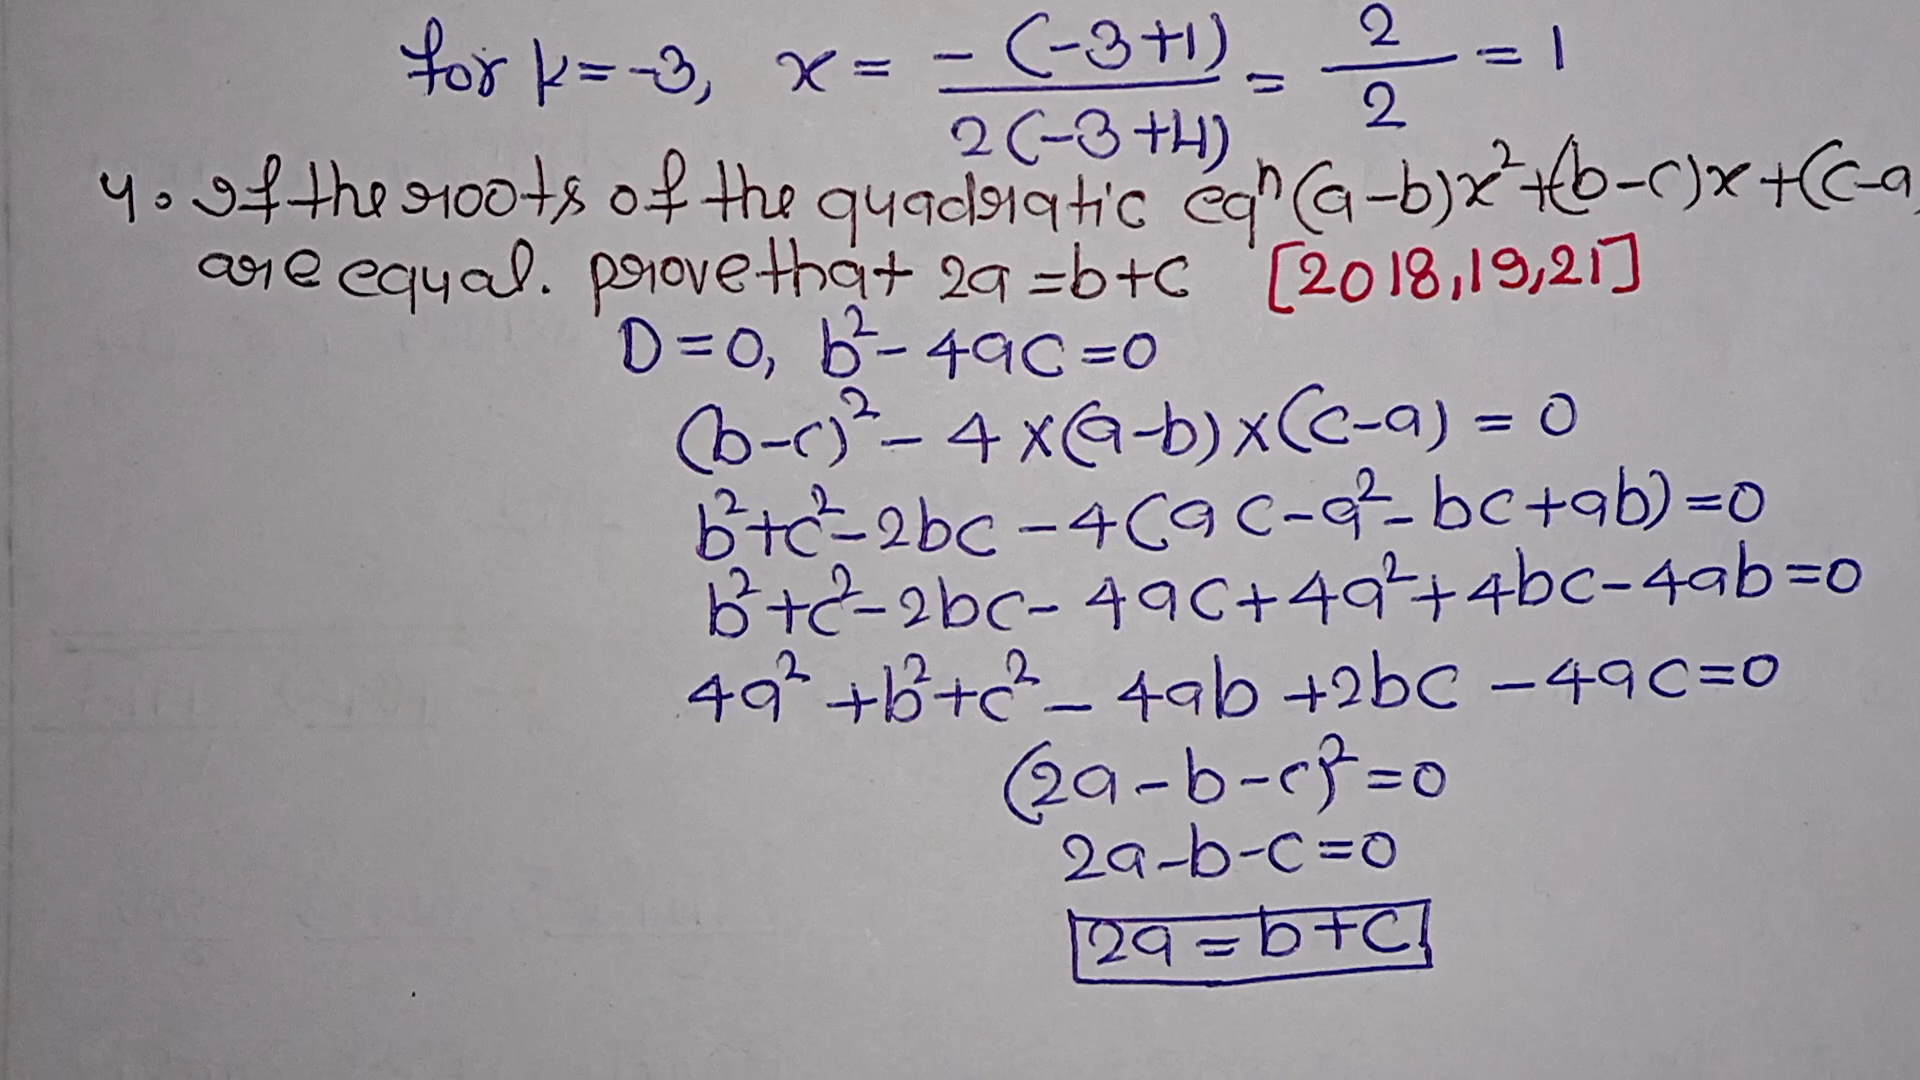 for k=-3, x = -(-3+1)/2(-3+4) = 2/2 = 1
4. If the roots of the quadratic eqⁿ (a-b)x²+(b-c)x+(c-a)
are equal. prove that 2a=b+c [2018,19,21]
D=0, b²-4ac=0
(b-c)²-4×(a-b)×(c-a)=0
b²+c²-2bc-4(ac-a²-bc+ab)=0
b²+c²-2bc-4ac+4a²+4bc-4ab=0
4a²+b²+c²-4ab+2bc-4ac=0
(2a-b-c)²=0
2a-b-c=0
2a=b+c